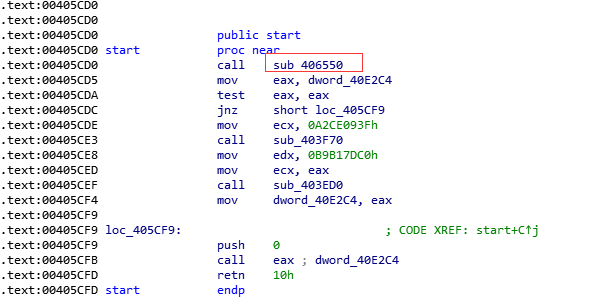 .text:00405CD0
.text:00405CD0
.text:00405CD0 public start
.text:00405CD0 start proc near
.text:00405CD0 call sub_406550
.text:00405CD5 mov eax, dword_40E2C4
.text:00405CDA test eax, eax
.text:00405CDC jnz short loc_405CF9
.text:00405CDE mov ecx, 0A2CE093Fh
.text:00405CE3 call sub_403F70
.text:00405CE8 mov edx, 0B9B17DC0h
.text:00405CED mov ecx, eax
.text:00405CEF call sub_403ED0
.text:00405CF4 mov dword_40E2C4, eax
.text:00405CF9
.text:00405CF9 loc_405CF9: ; CODE XREF: start+C↑j
.text:00405CF9 push 0
.text:00405CFB call eax ; dword_40E2C4
.text:00405CFD retn 10h
.text:00405CFD start endp